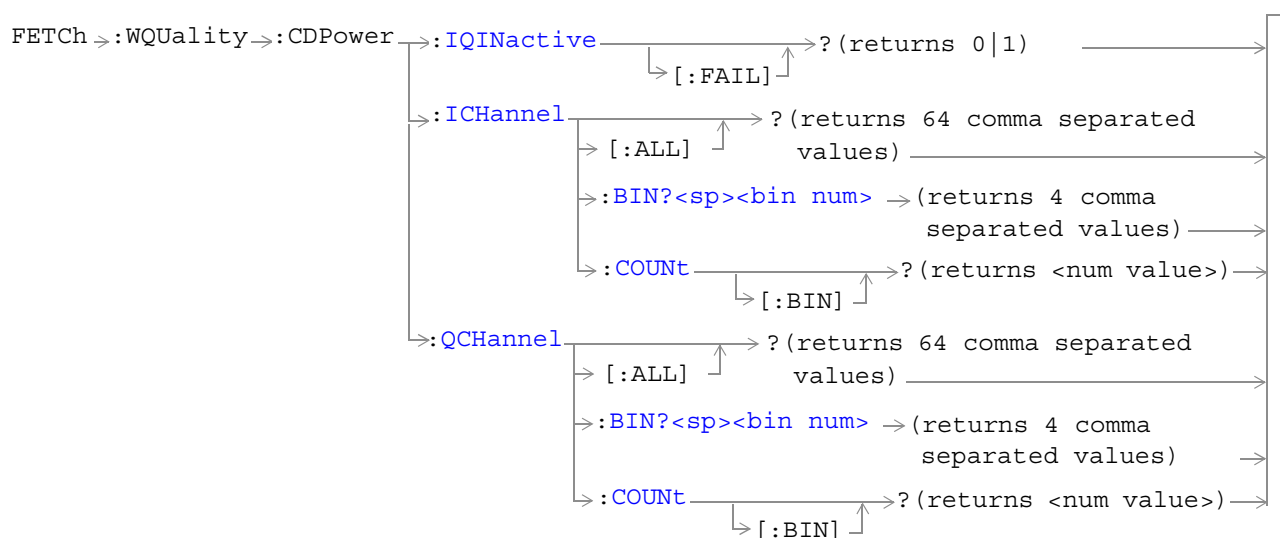 FETCh :WQUality :CDPower :IQINactive ?(returns 0|1)
[:FAIL]
:ICHannel ?(returns 64 comma separated
[:ALL] values)
:BIN?<sp><bin num> (returns 4 comma
separated values)
:COUNt ?(returns <num value>)
[:BIN]
:QCHannel ?(returns 64 comma separated
[:ALL] values)
:BIN?<sp><bin num> (returns 4 comma
separated values)
:COUNt ?(returns <num value>)
[:BIN]